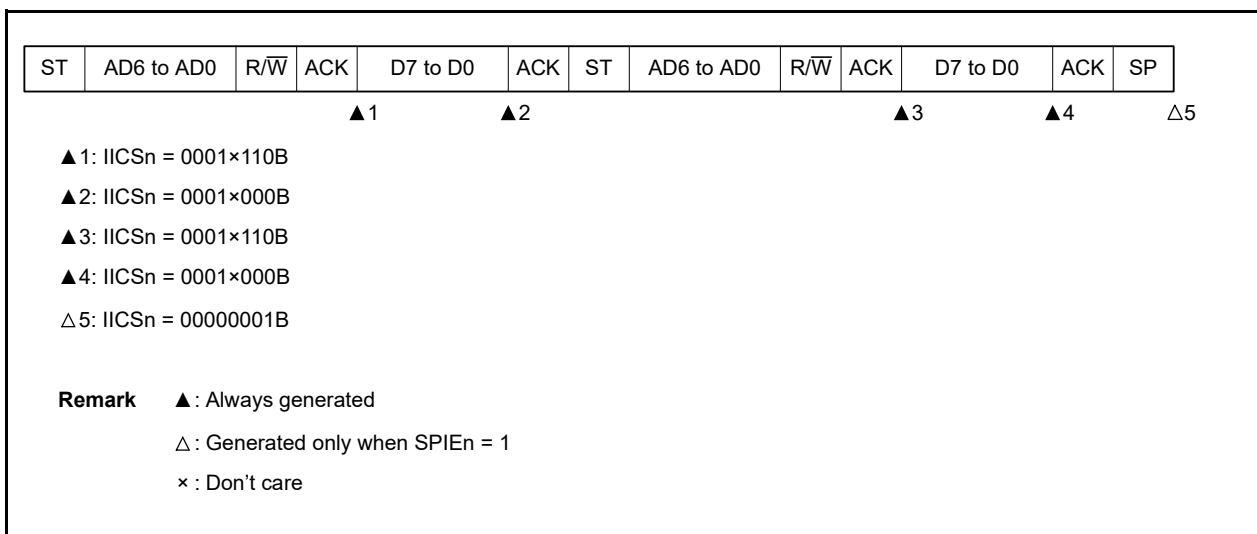 ST AD6 to AD0 R/W̅ ACK D7 to D0 ACK ST AD6 to AD0 R/W̅ ACK D7 to D0 ACK SP
▲1 ▲2 ▲3 ▲4 △5
▲1: IICSn = 0001×110B
▲2: IICSn = 0001×000B
▲3: IICSn = 0001×110B
▲4: IICSn = 0001×000B
△5: IICSn = 00000001B
Remark ▲: Always generated
△: Generated only when SPIEn = 1
× : Don’t care